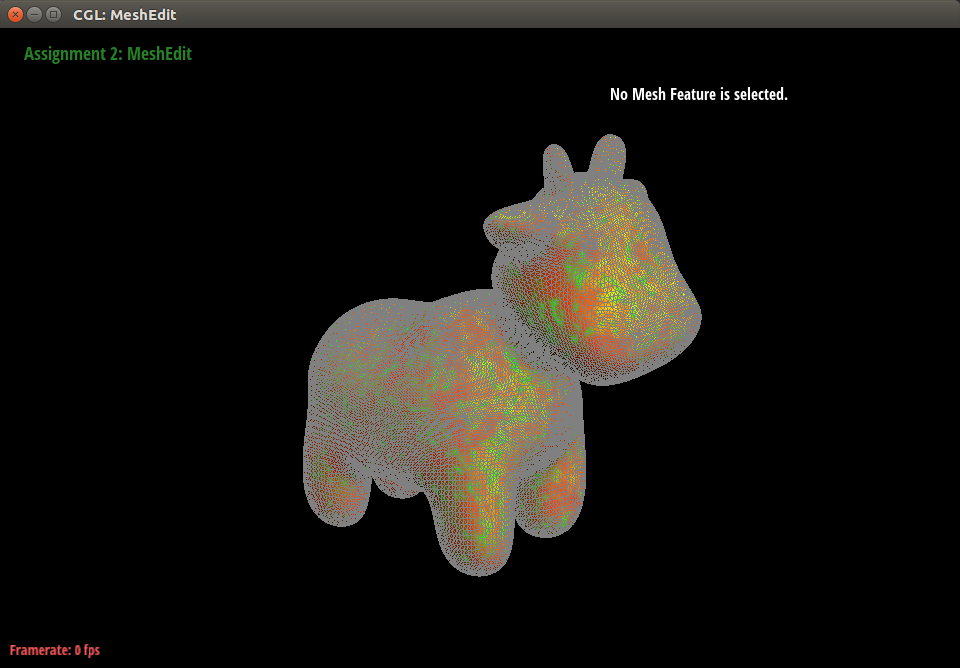 CGL: MeshEdit
Assignment 2: MeshEdit
No Mesh Feature is selected.
Framerate: 0 fps